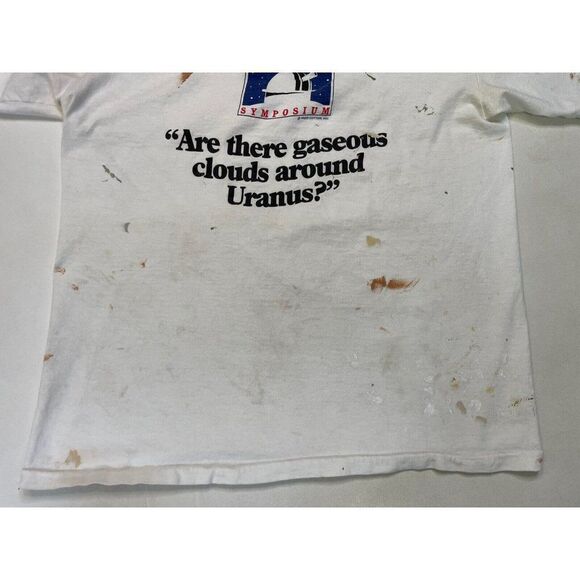 SYMPOSIUM
“Are there gaseous
clouds around
Uranus?”